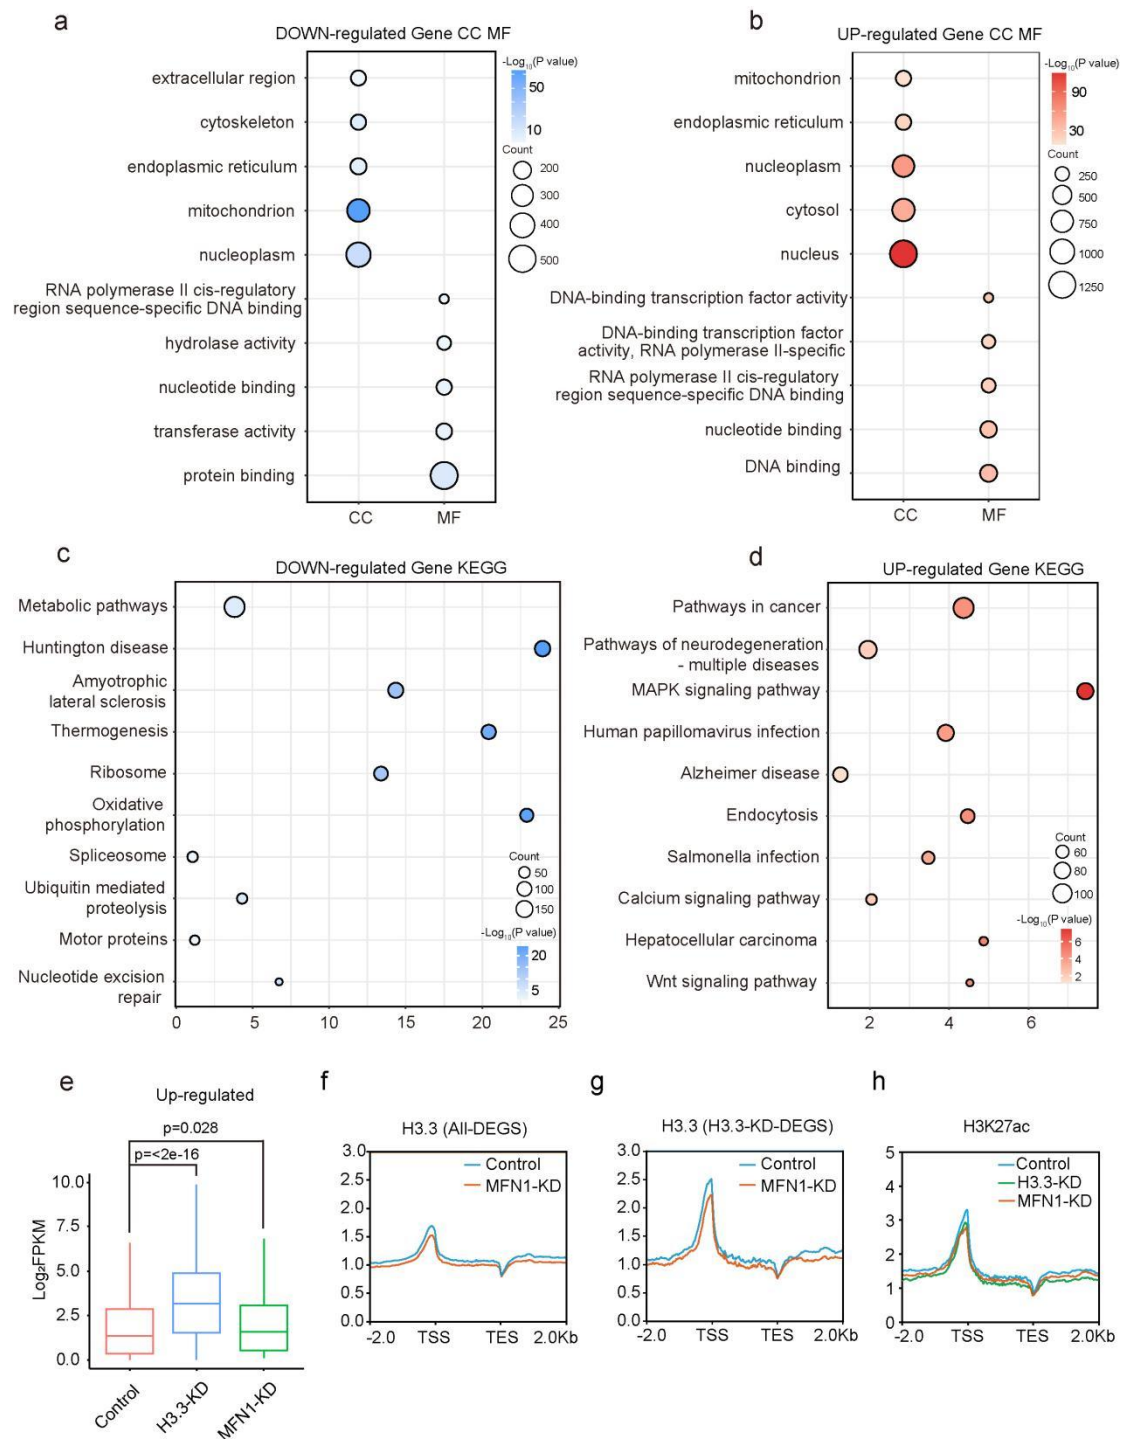 a
DOWN-regulated Gene CC MF
extracellular region
cytoskeleton
endoplasmic reticulum
mitochondrion
nucleoplasm
RNA polymerase II cis-regulatory
region sequence-specific DNA binding
hydrolase activity
nucleotide binding
transferase activity
protein binding
CC MF
-Log₁₀(P value)
50
10
Count
200
300
400
500
b
UP-regulated Gene CC MF
mitochondrion
endoplasmic reticulum
nucleoplasm
cytosol
nucleus
DNA-binding transcription factor activity
DNA-binding transcription factor
activity, RNA polymerase II-specific
RNA polymerase II cis-regulatory
region sequence-specific DNA binding
nucleotide binding
DNA binding
CC MF
-Log₁₀(P value)
90
30
Count
250
500
750
1000
1250
c
DOWN-regulated Gene KEGG
Metabolic pathways
Huntington disease
Amyotrophic
lateral sclerosis
Thermogenesis
Ribosome
Oxidative
phosphorylation
Spliceosome
Ubiquitin mediated
proteolysis
Motor proteins
Nucleotide excision
repair
Count
50
100
150
-Log₁₀(P value)
20
5
0 5 10 15 20 25
d
UP-regulated Gene KEGG
Pathways in cancer
Pathways of neurodegeneration
- multiple diseases
MAPK signaling pathway
Human papillomavirus infection
Alzheimer disease
Endocytosis
Salmonella infection
Calcium signaling pathway
Hepatocellular carcinoma
Wnt signaling pathway
Count
60
80
100
-Log₁₀(P value)
6
4
2
2 4 6
e
Up-regulated
p=0.028
p=<2e-16
Log₂FPKM
10.0
7.5
5.0
2.5
0.0
Control
H3.3-KD
MFN1-KD
f
H3.3 (All-DEGS)
3.0
2.5
2.0
1.5
1.0
0.5
0.0
Control
MFN1-KD
-2.0 TSS TES 2.0Kb
g
H3.3 (H3.3-KD-DEGS)
3.0
2.5
2.0
1.5
1.0
0.5
0.0
Control
MFN1-KD
-2.0 TSS TES 2.0Kb
h
H3K27ac
5
4
3
2
1
0
Control
H3.3-KD
MFN1-KD
-2.0 TSS TES 2.0Kb